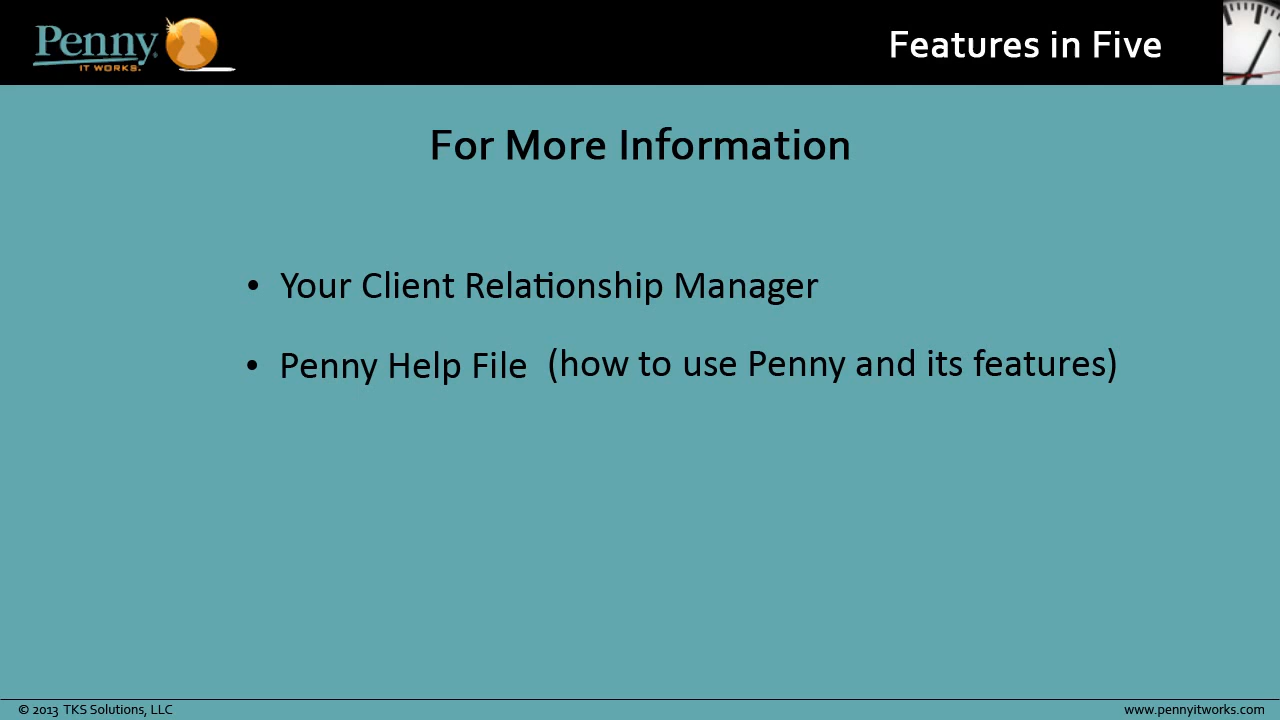 Penny®
IT WORKS.
Features in Five
For More Information
• Your Client Relationship Manager
• Penny Help File (how to use Penny and its features)
© 2013 TKS Solutions, LLC
www.pennyitworks.com